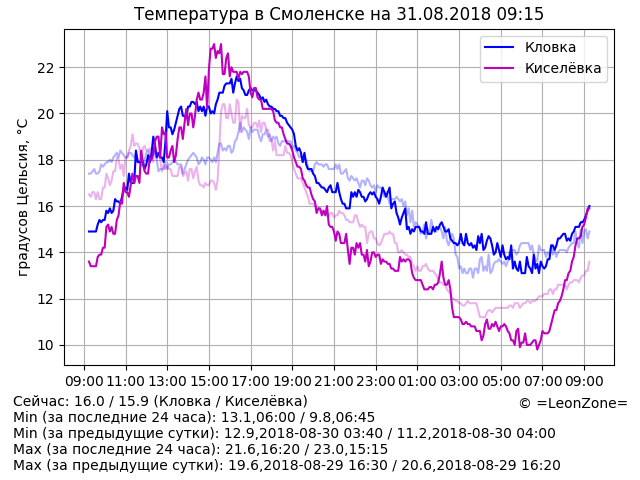 Температура в Смоленске на 31.08.2018 09:15
градусов Цельсия, °C
22
20
18
16
14
12
10
Кловка
Киселёвка
09:00 11:00 13:00 15:00 17:00 19:00 21:00 23:00 01:00 03:00 05:00 07:00 09:00
Сейчас: 16.0 / 15.9 (Кловка / Киселёвка)
© =LeonZone=
Min (за последние 24 часа): 13.1,06:00 / 9.8,06:45
Min (за предыдущие сутки): 12.9,2018-08-30 03:40 / 11.2,2018-08-30 04:00
Max (за последние 24 часа): 21.6,16:20 / 23.0,15:15
Max (за предыдущие сутки): 19.6,2018-08-29 16:30 / 20.6,2018-08-29 16:20